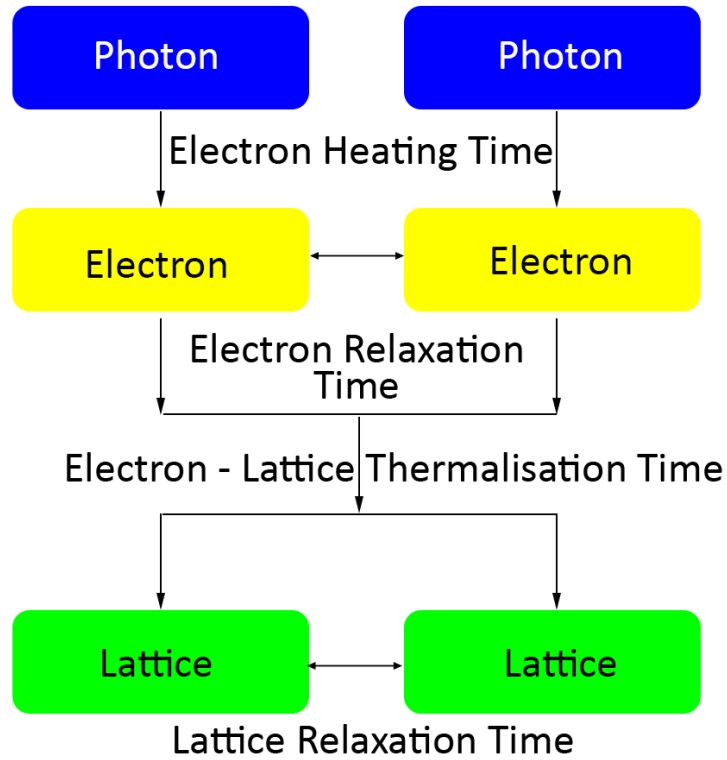 Photon
Photon
Electron Heating Time
Electron
Electron
Electron Relaxation
Time
Electron - Lattice Thermalisation Time
Lattice
Lattice
Lattice Relaxation Time